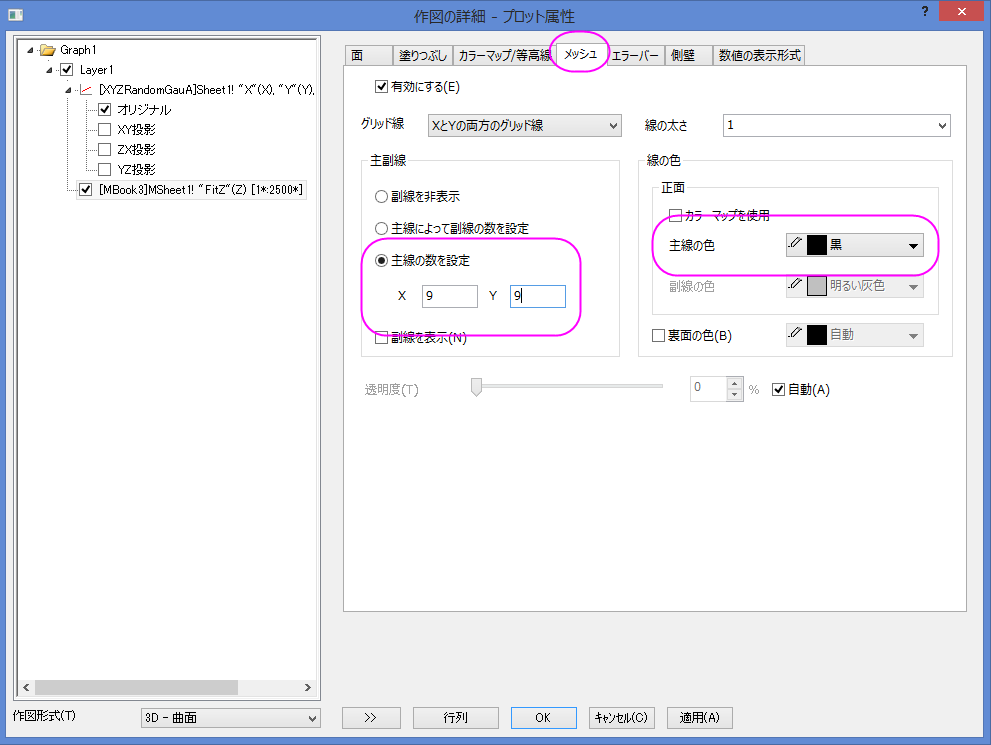 作図の詳細 - プロット属性
?
Graph1
Layer1
[XYZRandomGauA]Sheet1! "X"(X), "Y"(Y),
オリジナル
XY投影
ZX投影
YZ投影
[MBook3]MSheet1! "FitZ"(Z) [1*:2500*]
面 塗りつぶし カラーマップ/等高線 メッシュ エラーバー 側壁 数値の表示形式
有効にする(E)
グリッド線 XとYの両方のグリッド線 線の太さ 1
主副線
副線を非表示
主線によって副線の数を設定
主線の数を設定
X 9 Y 9
副線を表示(N)
線の色
正面
カラーマップを使用
主線の色 黒
副線の色 明るい灰色
裏面の色(B) 自動
透明度(T) 0 % 自動(A)
作図形式(T) 3D - 曲面 >> 行列 OK キャンセル(C) 適用(A)